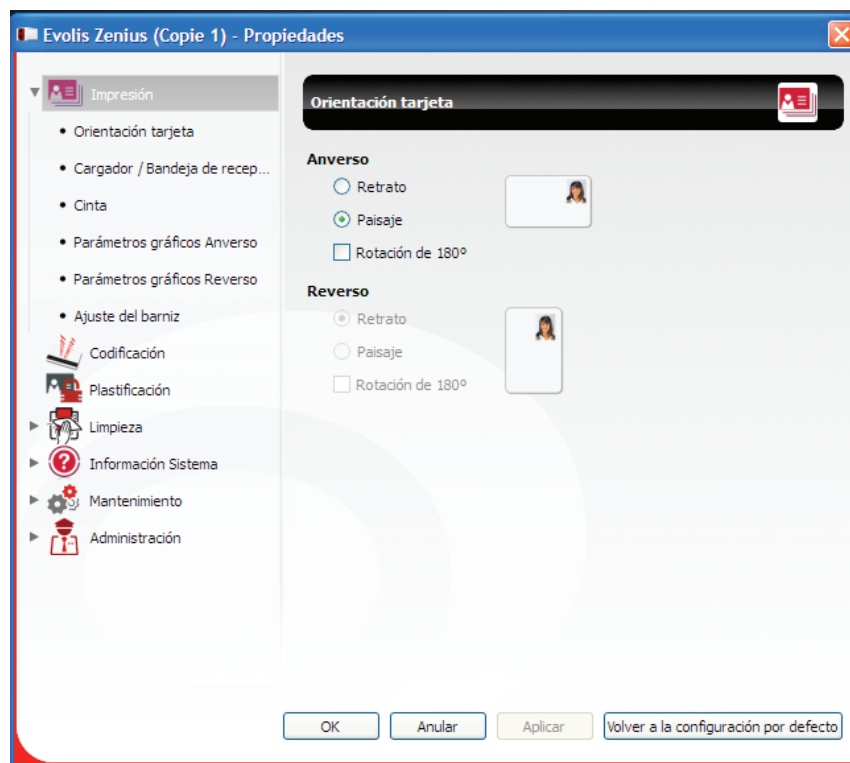 Evolis Zenius (Copie 1) - Propiedades
Impresión
Orientación tarjeta
Cargador / Bandeja de recep...
Cinta
Parámetros gráficos Anverso
Parámetros gráficos Reverso
Ajuste del barniz
Codificación
Plastificación
Limpieza
Información Sistema
Mantenimiento
Administración
Orientación tarjeta
Anverso
Retrato
Paisaje
Rotación de 180º
Reverso
Retrato
Paisaje
Rotación de 180º
OK Anular Aplicar Volver a la configuración por defecto